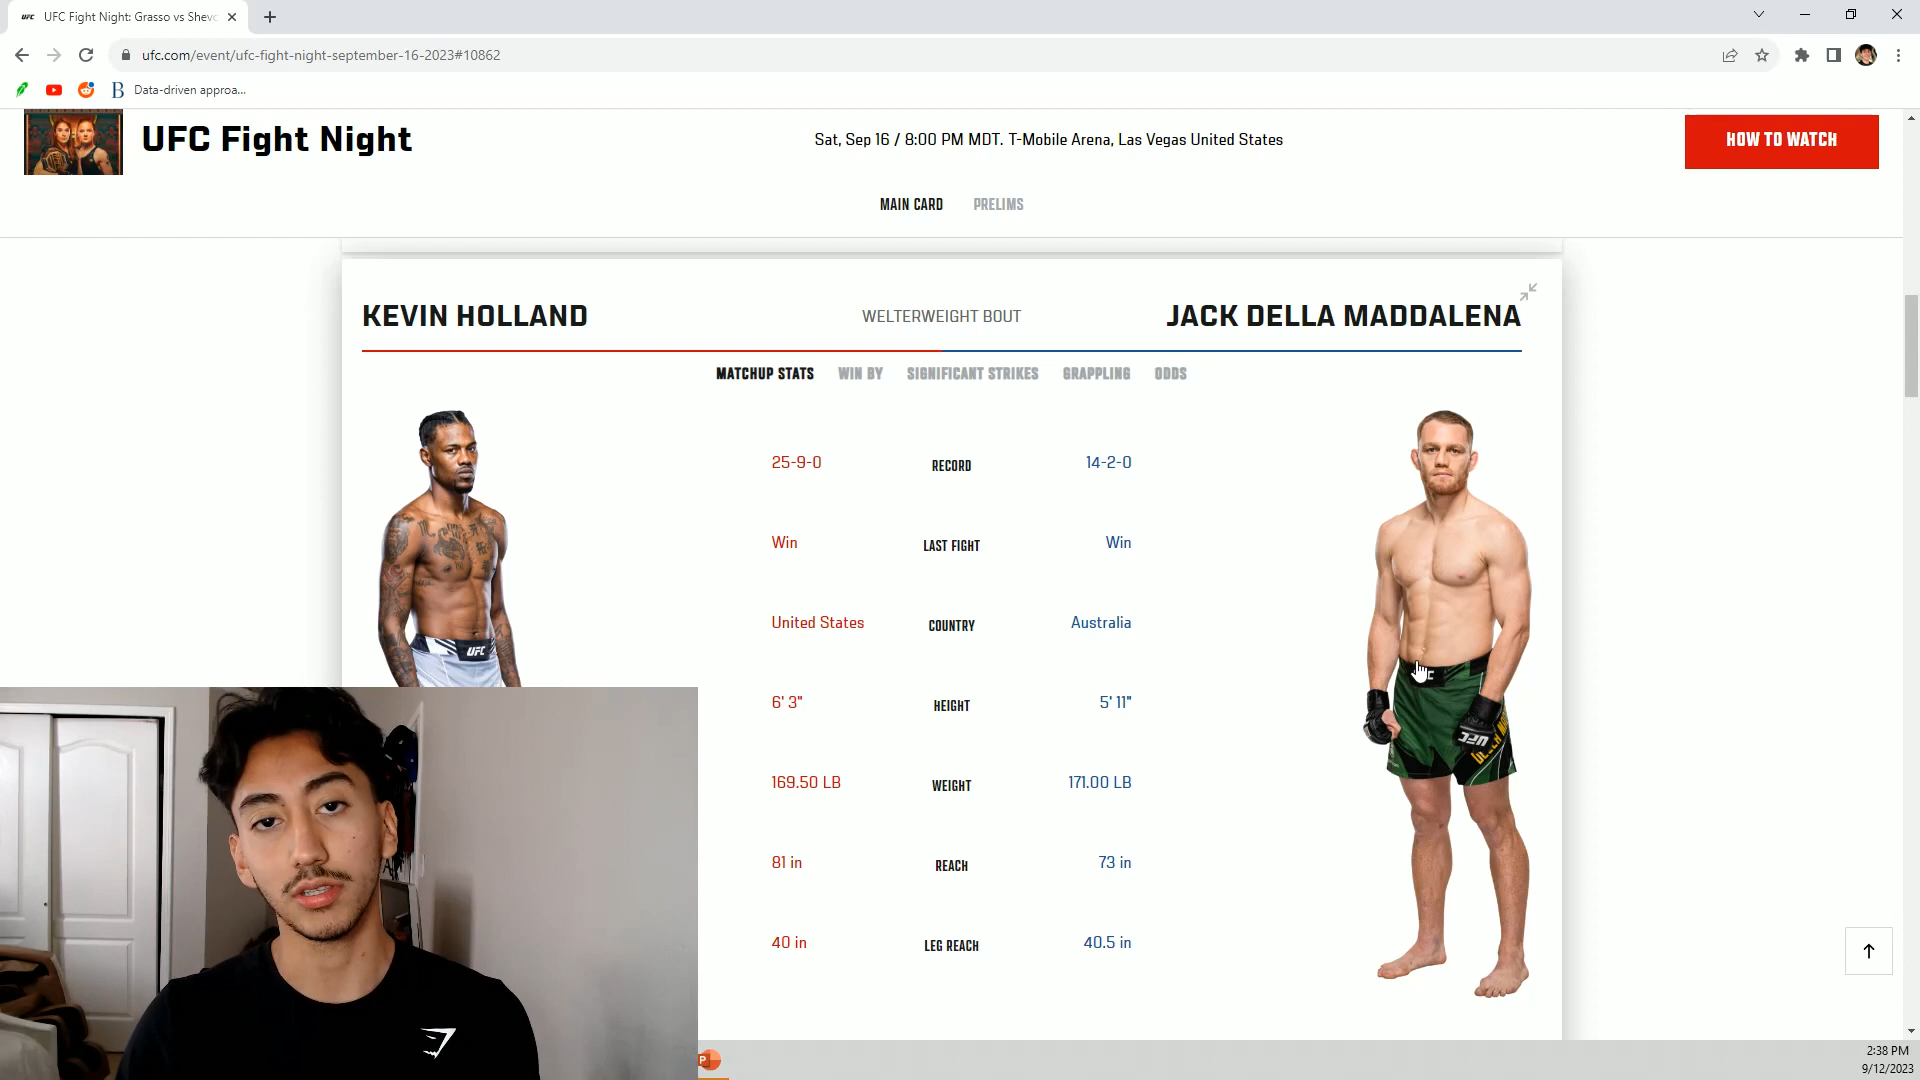 UFC Fight Night: Grasso vs Shevc
ufc.com/event/ufc-fight-night-september-16-2023#10862
B Data-driven approa...
UFC Fight Night
Sat, Sep 16 / 8:00 PM MDT. T-Mobile Arena, Las Vegas United States
HOW TO WATCH
MAIN CARD PRELIMS
KEVIN HOLLAND WELTERWEIGHT BOUT JACK DELLA MADDALENA
MATCHUP STATS WIN BY SIGNIFICANT STRIKES GRAPPLING ODDS
25-9-0 RECORD 14-2-0
Win LAST FIGHT Win
United States COUNTRY Australia
UFC
6' 3" HEIGHT 5' 11"
UFC
169.50 LB WEIGHT 171.00 LB
81 in REACH 73 in
40 in LEG REACH 40.5 in
P
2:38 PM
9/12/2023